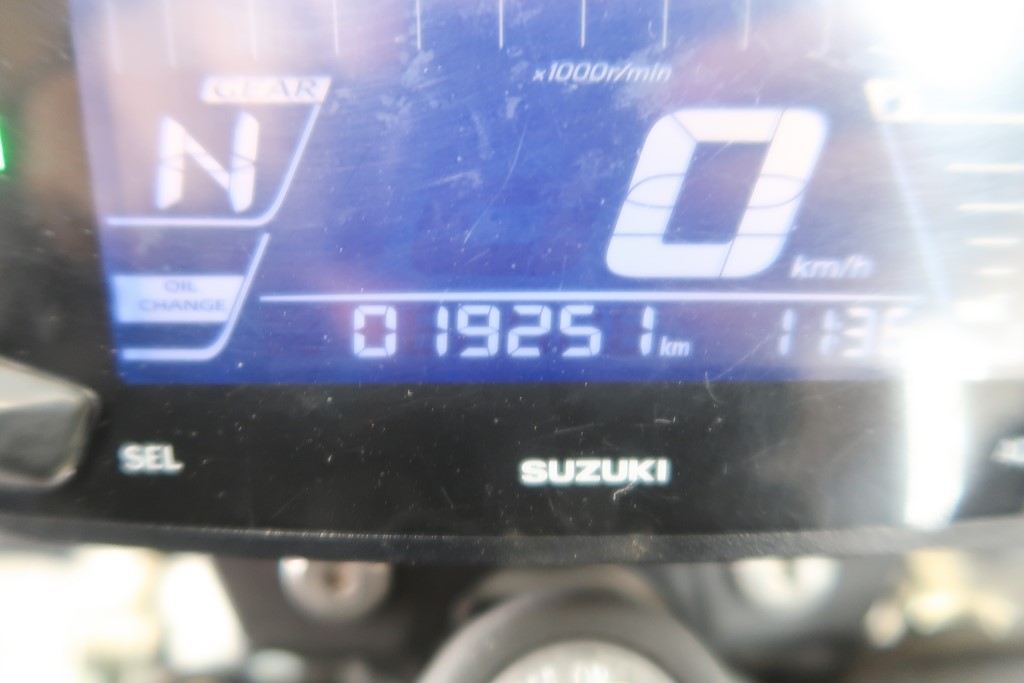 x1000r/min
GEAR
N
0 km/h
OIL
CHANGE
019251 km
SEL
SUZUKI